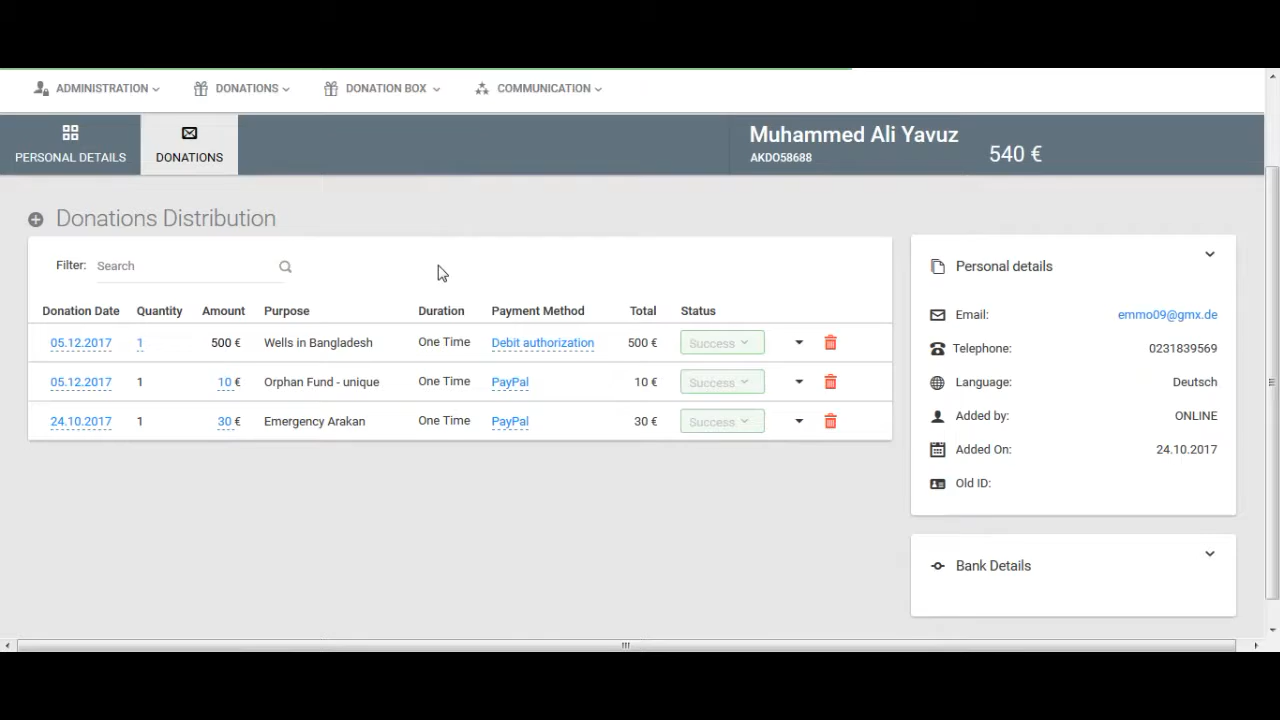 ADMINISTRATION DONATIONS DONATION BOX COMMUNICATION
PERSONAL DETAILS DONATIONS
Muhammed Ali Yavuz
AKDO58688
540 €
Donations Distribution
Filter: Search
Donation Date Quantity Amount Purpose Duration Payment Method Total Status
05.12.2017 1 500 € Wells in Bangladesh One Time Debit authorization 500 € Success
05.12.2017 1 10 € Orphan Fund - unique One Time PayPal 10 € Success
24.10.2017 1 30 € Emergency Arakan One Time PayPal 30 € Success
Personal details
Email: emmo09@gmx.de
Telephone: 0231839569
Language: Deutsch
Added by: ONLINE
Added On: 24.10.2017
Old ID:
Bank Details